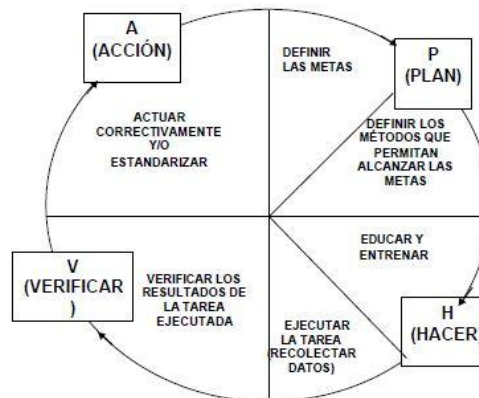 A
(ACCIÓN)
DEFINIR
LAS METAS
P
(PLAN)
ACTUAR
CORRECTIVAMENTE
Y/O
ESTANDARIZAR
DEFINIR LOS
MÉTODOS QUE
PERMITAN
ALCANZAR LAS
METAS
EDUCAR Y
ENTRENAR
V
(VERIFICAR
)
VERIFICAR LOS
RESULTADOS DE
LA TAREA
EJECUTADA
EJECUTAR
LA TAREA
(RECOLECTAR
DATOS)
H
(HACER)